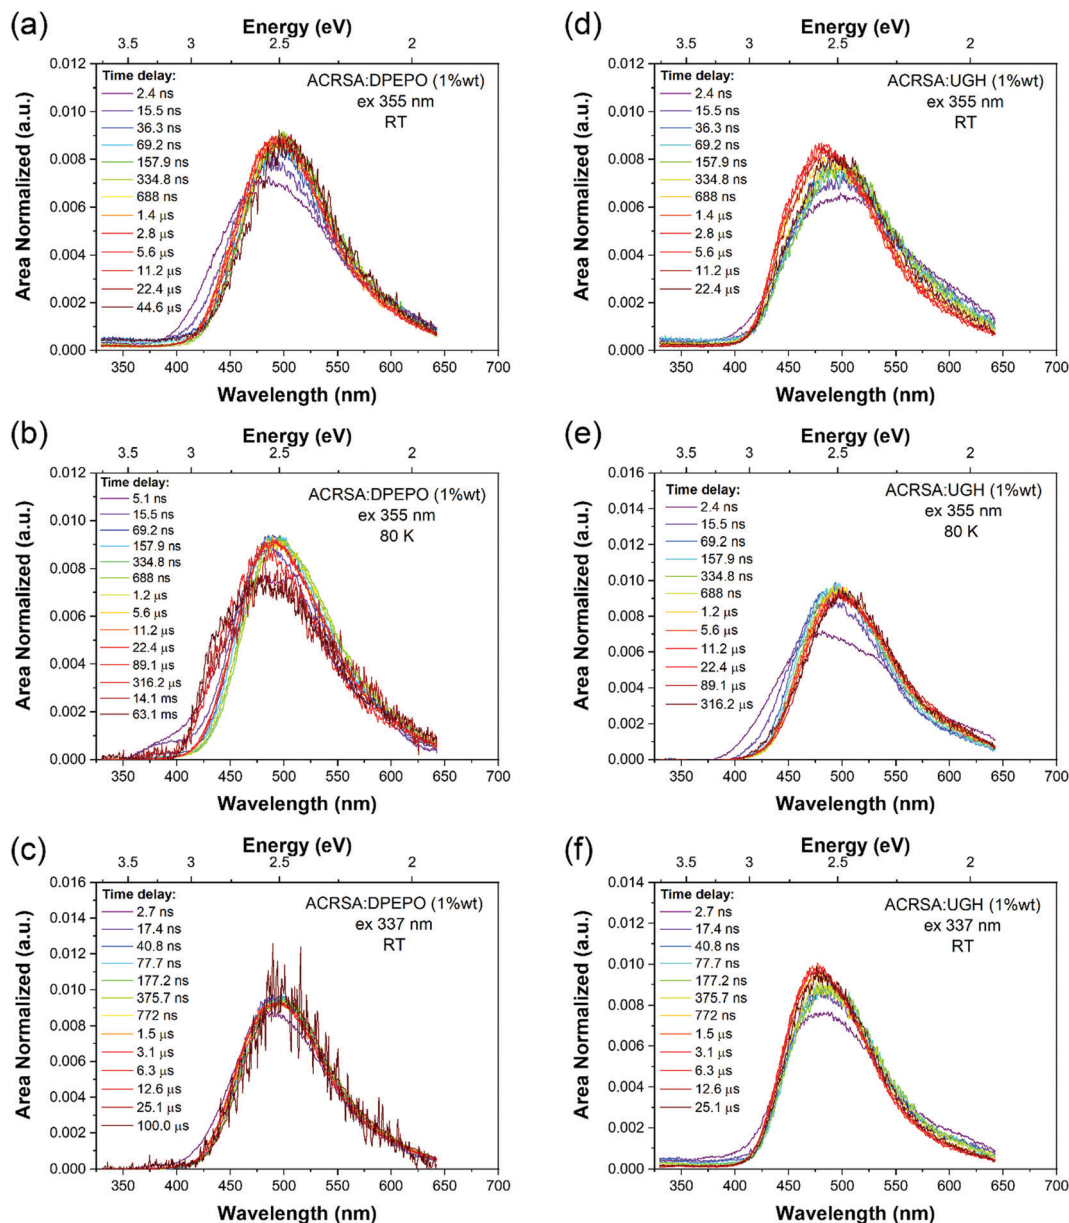 (a)
Energy (eV)
3.5 3 2.5 2
0.012
0.010
0.008
0.006
0.004
0.002
0.000
Area Normalized (a.u.)
Time delay:
2.4 ns
15.5 ns
36.3 ns
69.2 ns
157.9 ns
334.8 ns
688 ns
1.4 µs
2.8 µs
5.6 µs
11.2 µs
22.4 µs
44.6 µs
ACRSA:DPEPO (1%wt)
ex 355 nm
RT
350 400 450 500 550 600 650 700
Wavelength (nm)
(d)
Energy (eV)
3.5 3 2.5 2
0.012
0.010
0.008
0.006
0.004
0.002
0.000
Area Normalized (a.u.)
Time delay:
2.4 ns
15.5 ns
36.3 ns
69.2 ns
157.9 ns
334.8 ns
688 ns
1.4 µs
2.8 µs
5.6 µs
11.2 µs
22.4 µs
ACRSA:UGH (1%wt)
ex 355 nm
RT
350 400 450 500 550 600 650 700
Wavelength (nm)
(b)
Energy (eV)
3.5 3 2.5 2
0.012
0.010
0.008
0.006
0.004
0.002
0.000
Area Normalized (a.u.)
Time delay:
5.1 ns
15.5 ns
69.2 ns
157.9 ns
334.8 ns
688 ns
1.2 µs
5.6 µs
11.2 µs
22.4 µs
89.1 µs
316.2 µs
14.1 ms
63.1 ms
ACRSA:DPEPO (1%wt)
ex 355 nm
80 K
350 400 450 500 550 600 650 700
Wavelength (nm)
(e)
Energy (eV)
3.5 3 2.5 2
0.016
0.014
0.012
0.010
0.008
0.006
0.004
0.002
0.000
Area Normalized (a.u.)
Time delay:
2.4 ns
15.5 ns
69.2 ns
157.9 ns
334.8 ns
688 ns
1.2 µs
5.6 µs
11.2 µs
22.4 µs
89.1 µs
316.2 µs
ACRSA:UGH (1%wt)
ex 355 nm
80 K
350 400 450 500 550 600 650 700
Wavelength (nm)
(c)
Energy (eV)
3.5 3 2.5 2
0.016
0.014
0.012
0.010
0.008
0.006
0.004
0.002
0.000
Area Normalized (a.u.)
Time delay:
2.7 ns
17.4 ns
40.8 ns
77.7 ns
177.2 ns
375.7 ns
772 ns
1.5 µs
3.1 µs
6.3 µs
12.6 µs
25.1 µs
100.0 µs
ACRSA:DPEPO (1%wt)
ex 337 nm
RT
350 400 450 500 550 600 650 700
Wavelength (nm)
(f)
Energy (eV)
3.5 3 2.5 2
0.014
0.012
0.010
0.008
0.006
0.004
0.002
0.000
Area Normalized (a.u.)
Time delay:
2.7 ns
17.4 ns
40.8 ns
77.7 ns
177.2 ns
375.7 ns
772 ns
1.5 µs
3.1 µs
6.3 µs
12.6 µs
25.1 µs
ACRSA:UGH (1%wt)
ex 337 nm
RT
350 400 450 500 550 600 650 700
Wavelength (nm)